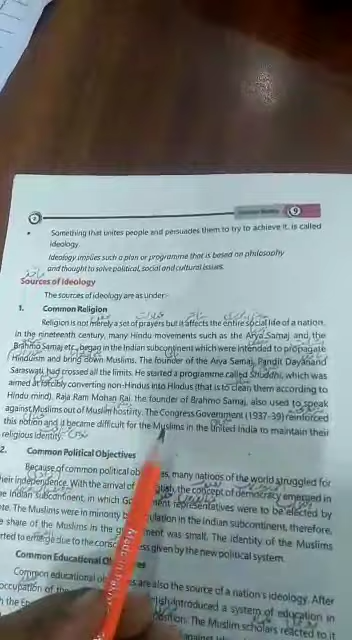 9
• Something that unites people and persuades them to try to achieve it, is called
ideology.
Ideology implies such a plan or programme that is based on philosophy
and thought to solve political, social and cultural issues.
Sources of Ideology
The sources of ideology are as under:
1. Common Religion
Religion is not merely a set of prayers but it affects the entire social life of a nation.
In the nineteenth century, many Hindu movements such as the Arya Samaj and the
Brahmo Samaj etc. began in the Indian subcontinent which were intended to propagate
Hinduism and bring down Muslims. The founder of the Arya Samaj, Pandit Dayanand
Saraswati had crossed all the limits. He started a programme called Shuddhi, which was
aimed at forcibly converting non-Hindus into Hindus (that is to clean them according to
Hindu mind). Raja Ram Mohan Rai, the founder of Brahmo Samaj, also used to speak
against Muslims out of Muslim hostility. The Congress Government (1937-39) reinforced
this notion and it became difficult for the Muslims in the United India to maintain their
religious identity.
2. Common Political Objectives
Because of common political es, many nations of the world struggled for
their independence. With the arrival of the concept of democracy emerged in
the Indian subcontinent, in which Go ment representatives were to be elected by
The Muslims were in minority ulation in the Indian subcontinent, therefore,
share of the Muslims in the g ment was small. The identity of the Muslims
rted to emerge due to the consc ess given by the new political system.
Common Educational Ob es
Common educational ob are also the source of a nation's ideology. After
occupation of the introduced a system of education in
the osition. The Muslim scholars reacted to it